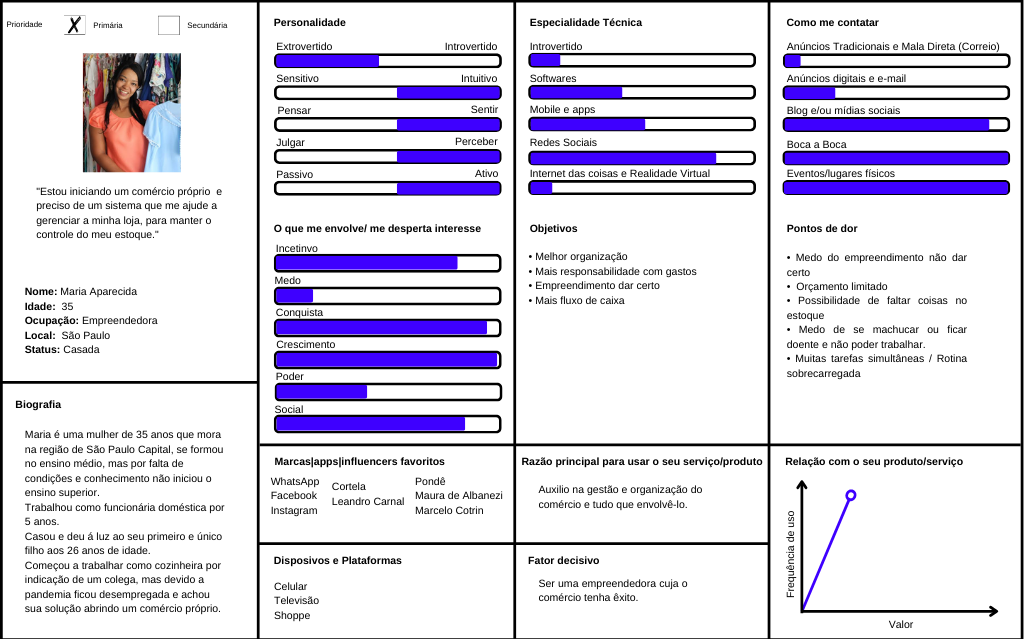 Prioridade X Primária Secundária
"Estou iniciando um comércio próprio e
preciso de um sistema que me ajude a
gerenciar a minha loja, para manter o
controle do meu estoque."
Nome: Maria Aparecida
Idade: 35
Ocupação: Empreendedora
Local: São Paulo
Status: Casada
Biografia
Maria é uma mulher de 35 anos que mora
na região de São Paulo Capital, se formou
no ensino médio, mas por falta de
condições e conhecimento não iniciou o
ensino superior.
Trabalhou como funcionária doméstica por
5 anos.
Casou e deu á luz ao seu primeiro e único
filho aos 26 anos de idade.
Começou a trabalhar como cozinheira por
indicação de um colega, mas devido a
pandemia ficou desempregada e achou
sua solução abrindo um comércio próprio.
Personalidade
Extrovertido Introvertido
Sensitivo Intuitivo
Pensar Sentir
Julgar Perceber
Passivo Ativo
O que me envolve/ me desperta interesse
Incetinvo
Medo
Conquista
Crescimento
Poder
Social
Marcas|apps|influencers favoritos
WhatsApp
Facebook
Instagram
Cortela
Leandro Carnal
Pondê
Maura de Albanezi
Marcelo Cotrin
Disposivos e Plataformas
Celular
Televisão
Shoppe
Especialidade Técnica
Introvertido
Softwares
Mobile e apps
Redes Sociais
Internet das coisas e Realidade Virtual
Objetivos
• Melhor organização
• Mais responsabilidade com gastos
• Empreendimento dar certo
• Mais fluxo de caixa
Razão principal para usar o seu serviço/produto
Auxilio na gestão e organização do
comércio e tudo que envolvê-lo.
Fator decisivo
Ser uma empreendedora cuja o
comércio tenha êxito.
Como me contatar
Anúncios Tradicionais e Mala Direta (Correio)
Anúncios digitais e e-mail
Blog e/ou mídias sociais
Boca a Boca
Eventos/lugares físicos
Pontos de dor
• Medo do empreendimento não dar
certo
• Orçamento limitado
• Possibilidade de faltar coisas no
estoque
• Medo de se machucar ou ficar
doente e não poder trabalhar.
• Muitas tarefas simultâneas / Rotina
sobrecarregada
Relação com o seu produto/serviço
Frequência de uso
Valor